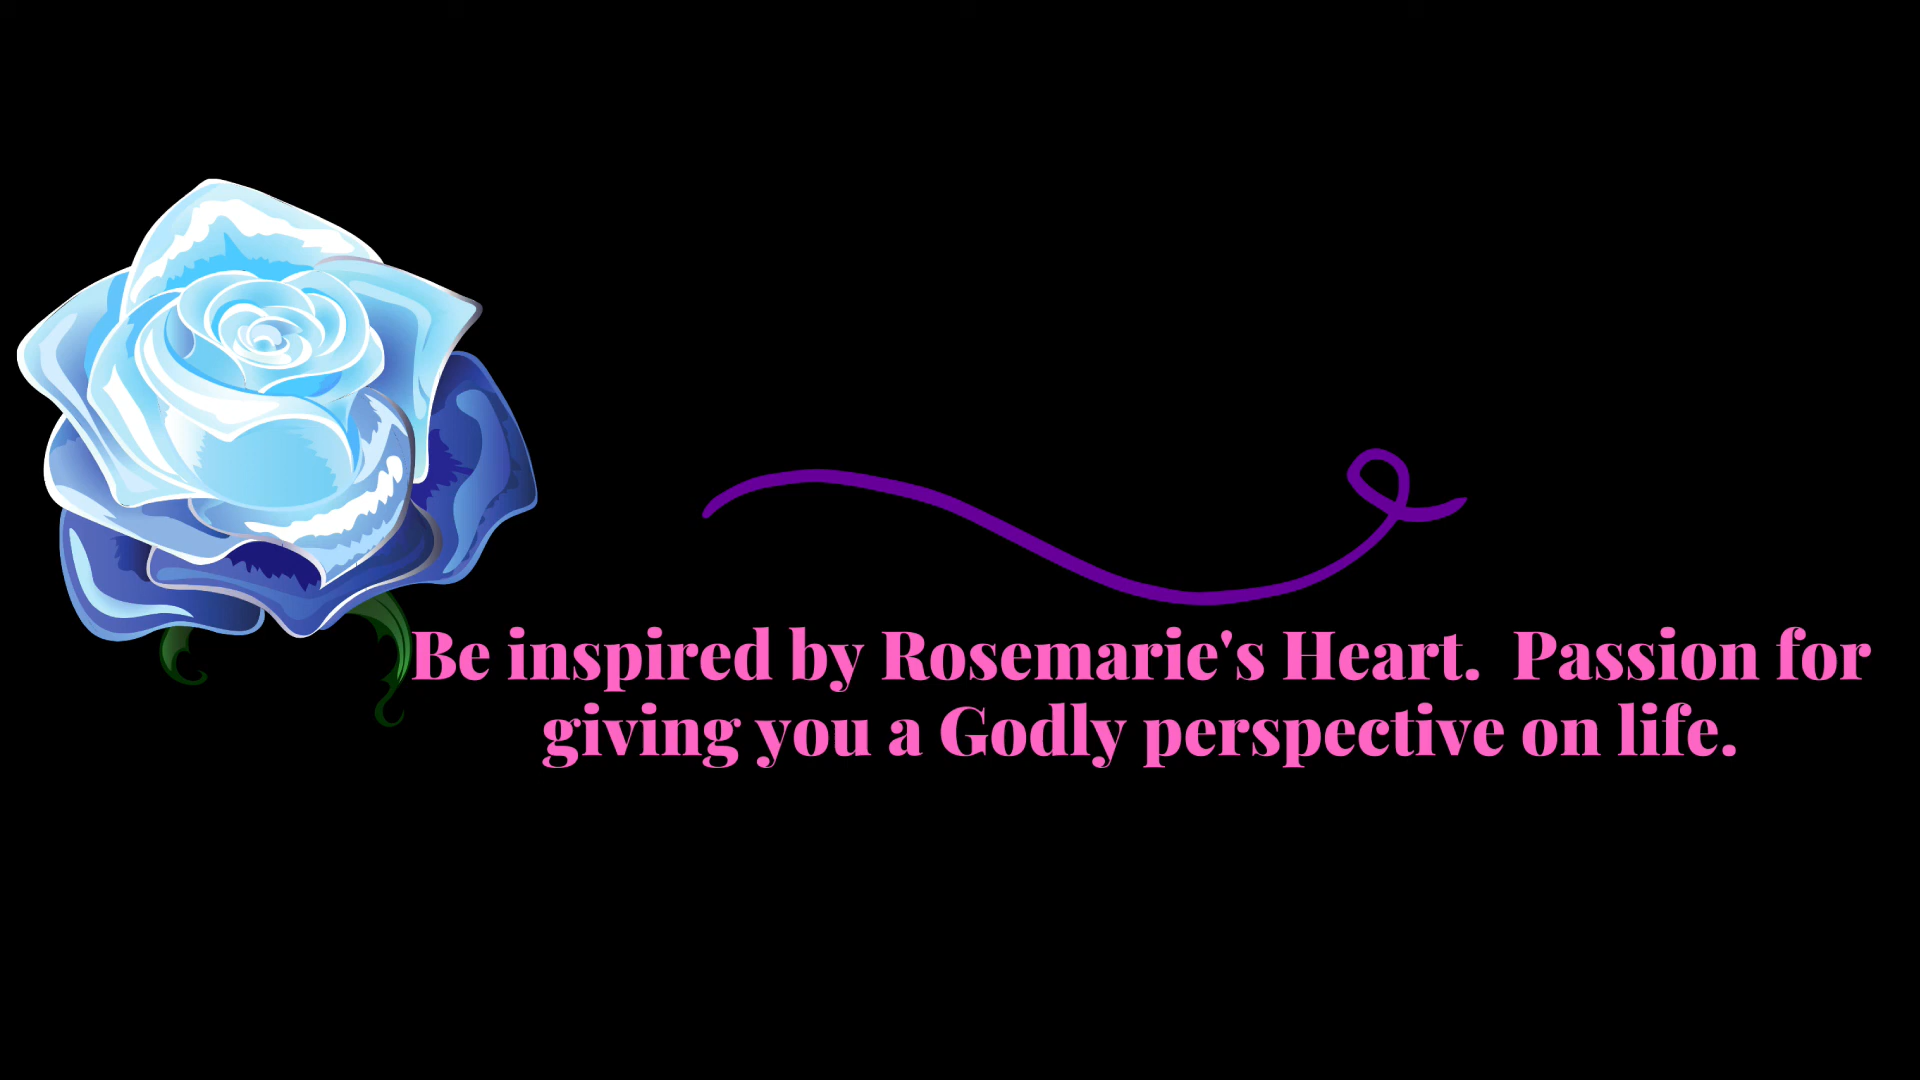 Be inspired by Rosemarie's Heart.  Passion for
giving you a Godly perspective on life.